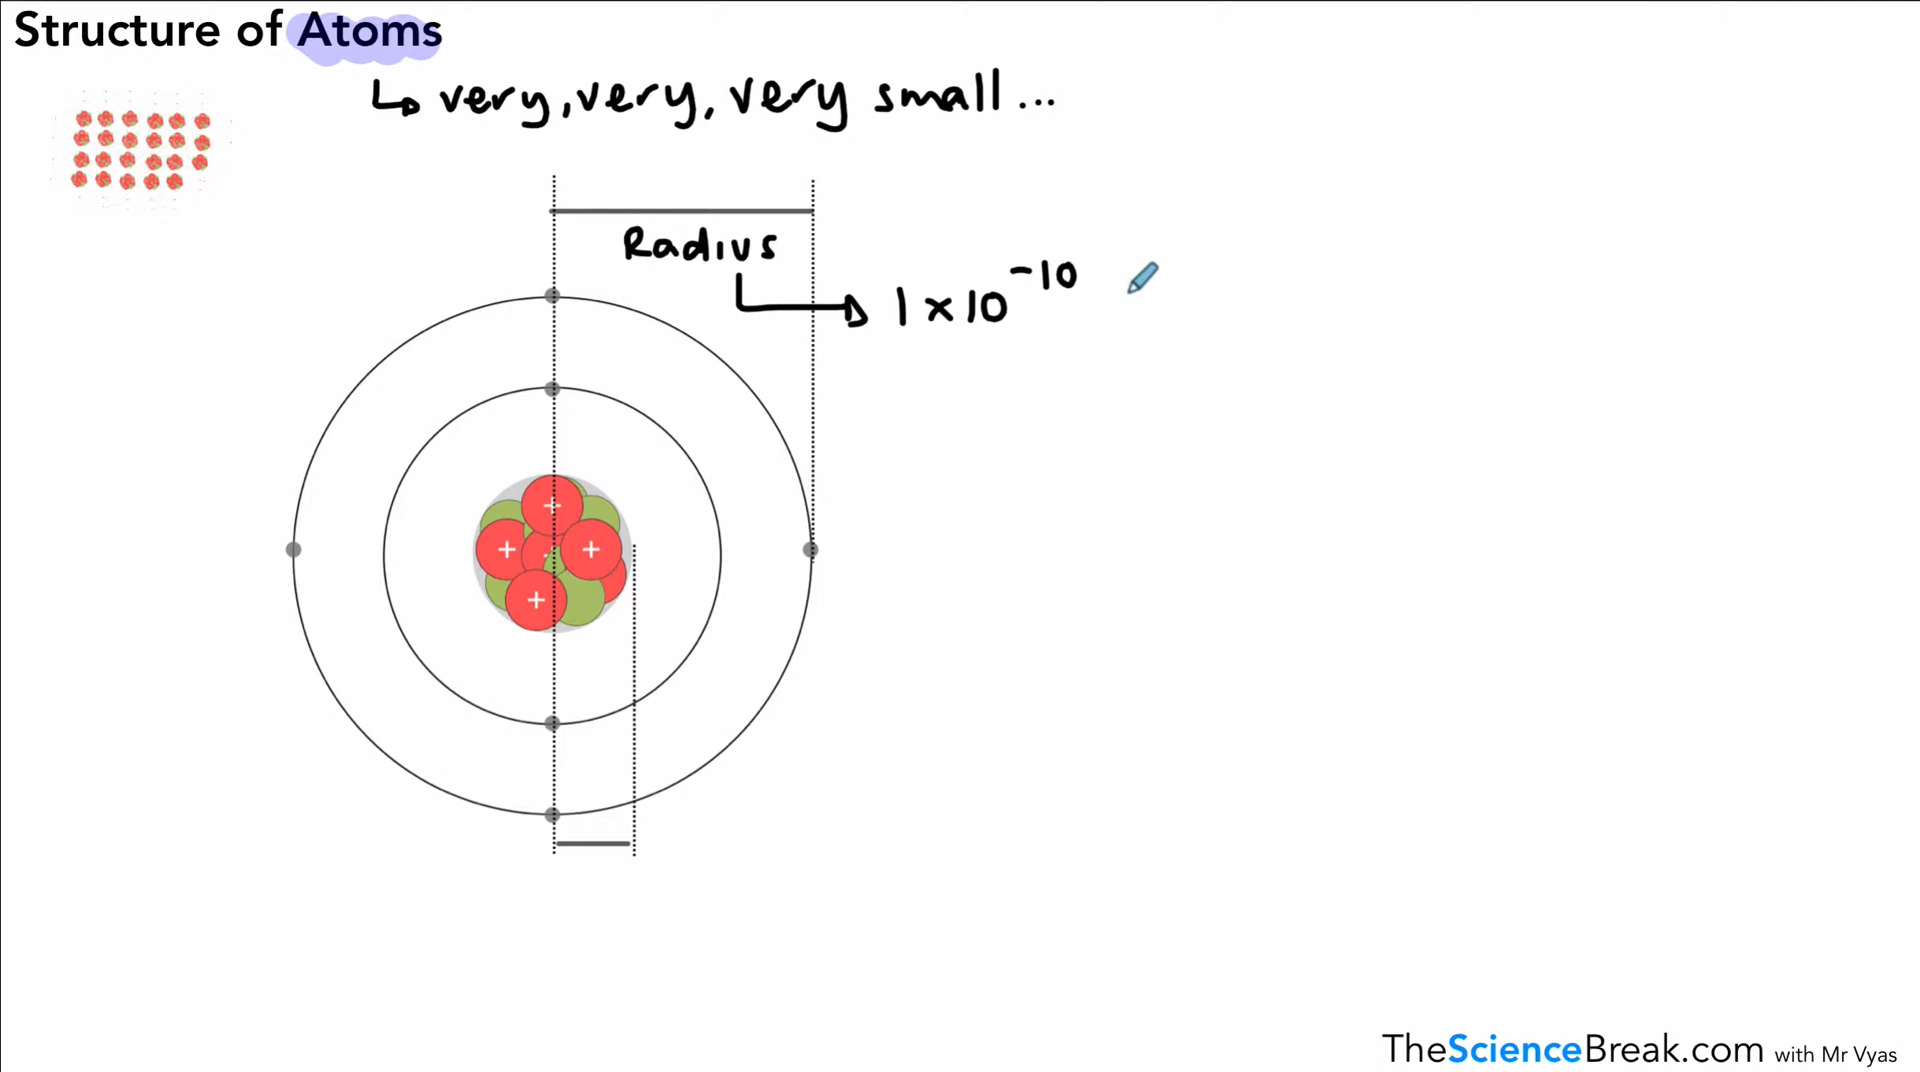 Structure of Atoms
↳ very, very, very small...
Radius
1 × 10⁻¹⁰
+
+ +
+
TheScienceBreak.com with Mr Vyas